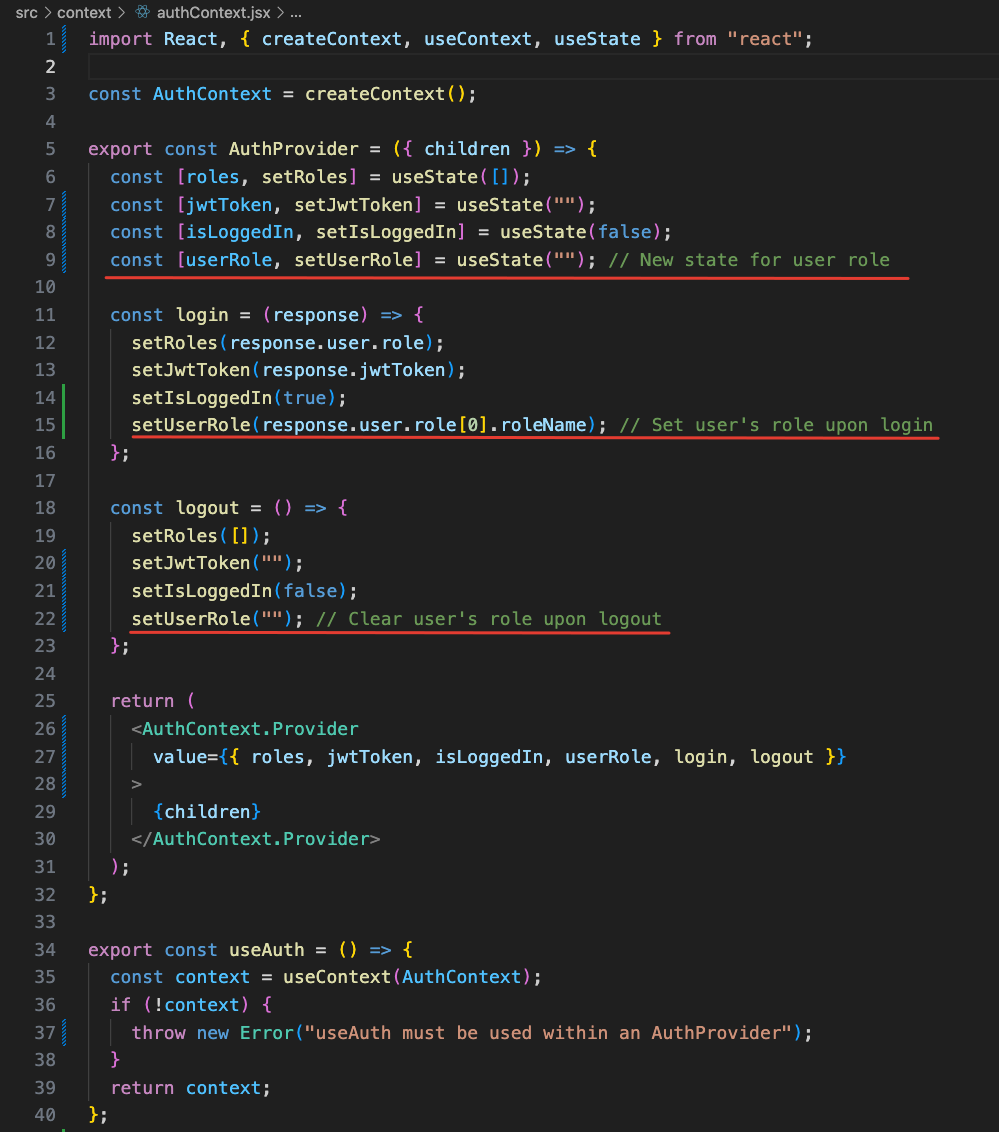 src > context > authContext.jsx > ...
1 import React, { createContext, useContext, useState } from "react";
2
3 const AuthContext = createContext();
4
5 export const AuthProvider = ({ children }) => {
6   const [roles, setRoles] = useState([]);
7   const [jwtToken, setJwtToken] = useState("");
8   const [isLoggedIn, setIsLoggedIn] = useState(false);
9   const [userRole, setUserRole] = useState(""); // New state for user role
10
11   const login = (response) => {
12     setRoles(response.user.role);
13     setJwtToken(response.jwtToken);
14     setIsLoggedIn(true);
15     setUserRole(response.user.role[0].roleName); // Set user's role upon login
16   };
17
18   const logout = () => {
19     setRoles([]);
20     setJwtToken("");
21     setIsLoggedIn(false);
22     setUserRole(""); // Clear user's role upon logout
23   };
24
25   return (
26     <AuthContext.Provider
27       value={{ roles, jwtToken, isLoggedIn, userRole, login, logout }}
28     >
29       {children}
30     </AuthContext.Provider>
31   );
32 };
33
34 export const useAuth = () => {
35   const context = useContext(AuthContext);
36   if (!context) {
37     throw new Error("useAuth must be used within an AuthProvider");
38   }
39   return context;
40 };